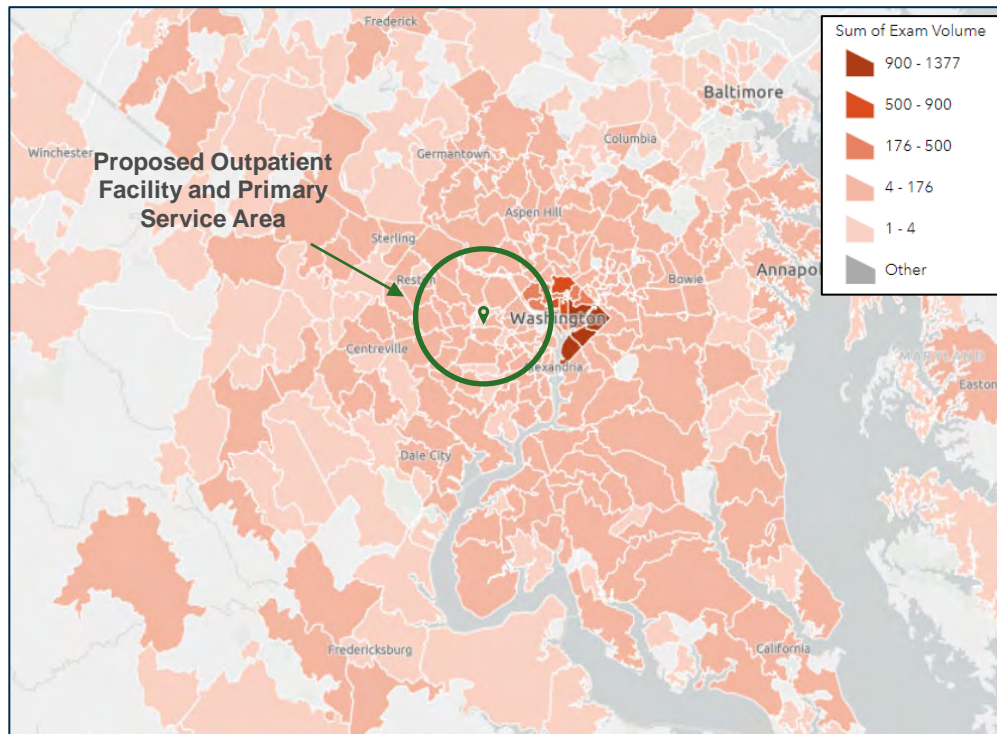 Frederick
Sum of Exam Volume
900 - 1377
500 - 900
176 - 500
4 - 176
1 - 4
Other
Baltimore
Winchester
Columbia
Germantown
Proposed Outpatient
Facility and Primary
Service Area
Aspen Hill
Sterling
Reston
Bowie
Annapol
Washington
Centreville
Alexandria
MARYLAND
Easton
Dale City
Fredericksburg
California